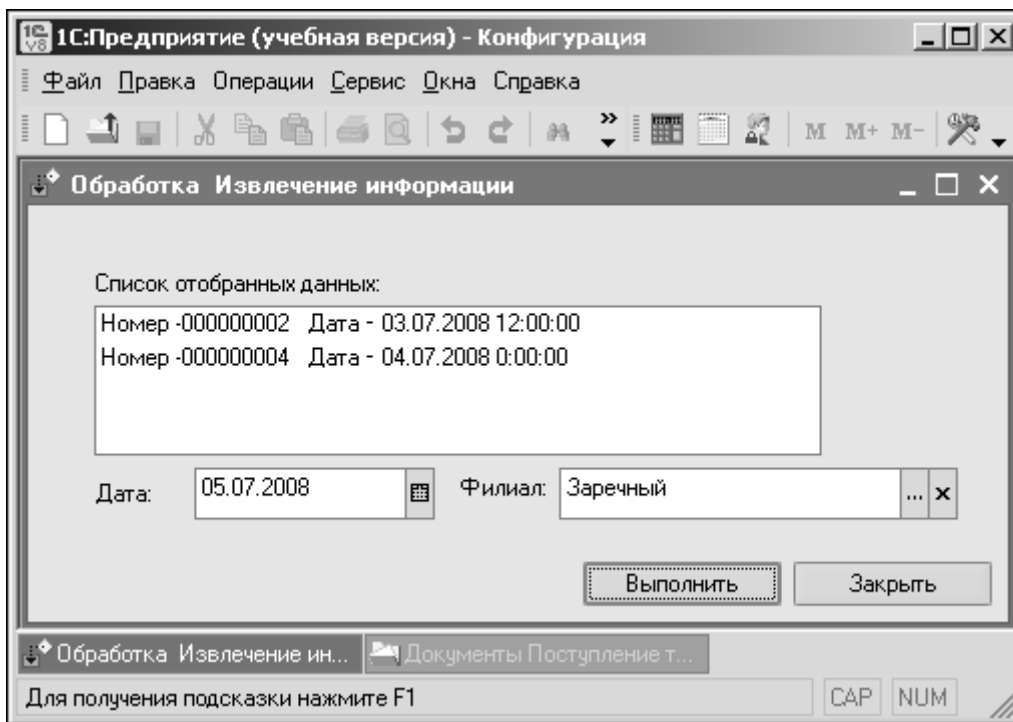 1С:Предприятие (учебная версия) - Конфигурация
Файл Правка Операции Сервис Окна Справка
M M+ M-
Обработка Извлечение информации
Список отобранных данных:
Номер -000000002 Дата - 03.07.2008 12:00:00
Номер -000000004 Дата - 04.07.2008 0:00:00
Дата: 05.07.2008 Филиал: Заречный ... x
Выполнить Закрыть
Обработка Извлечение ин... Документы Поступление т...
Для получения подсказки нажмите F1 CAP NUM